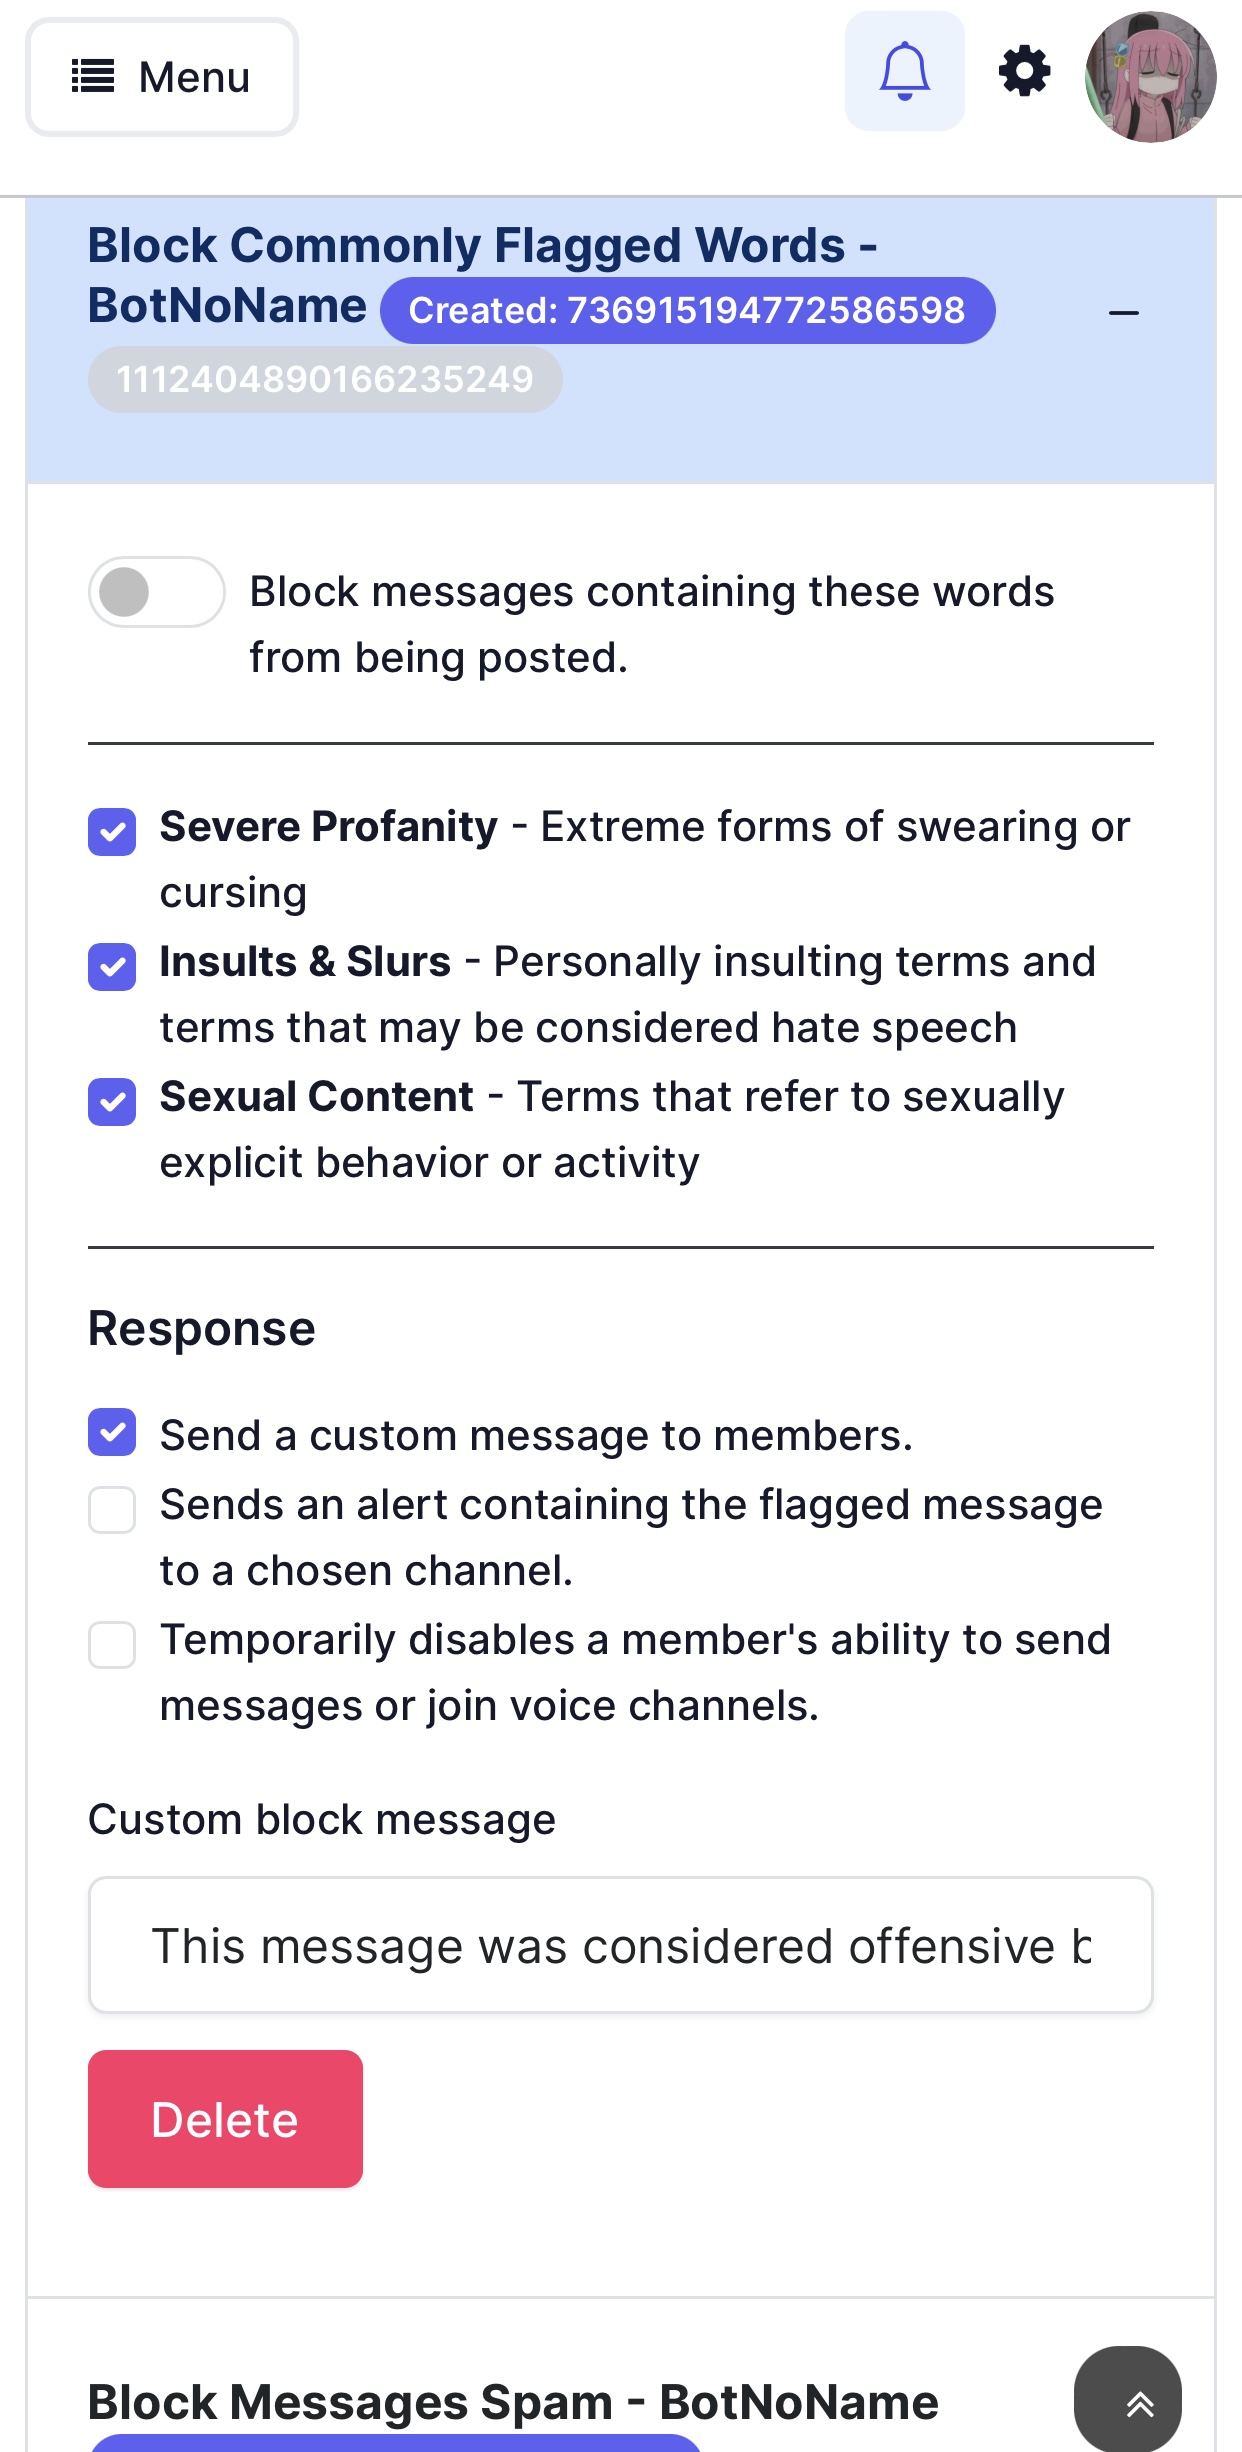 Menu
Block Commonly Flagged Words -
BotNoName Created: 736915194772586598
1112404890166235249
Block messages containing these words
from being posted.
Severe Profanity - Extreme forms of swearing or
cursing
Insults & Slurs - Personally insulting terms and
terms that may be considered hate speech
Sexual Content - Terms that refer to sexually
explicit behavior or activity
Response
Send a custom message to members.
Sends an alert containing the flagged message
to a chosen channel.
Temporarily disables a member's ability to send
messages or join voice channels.
Custom block message
This message was considered offensive
Delete
Block Messages Spam - BotNoName